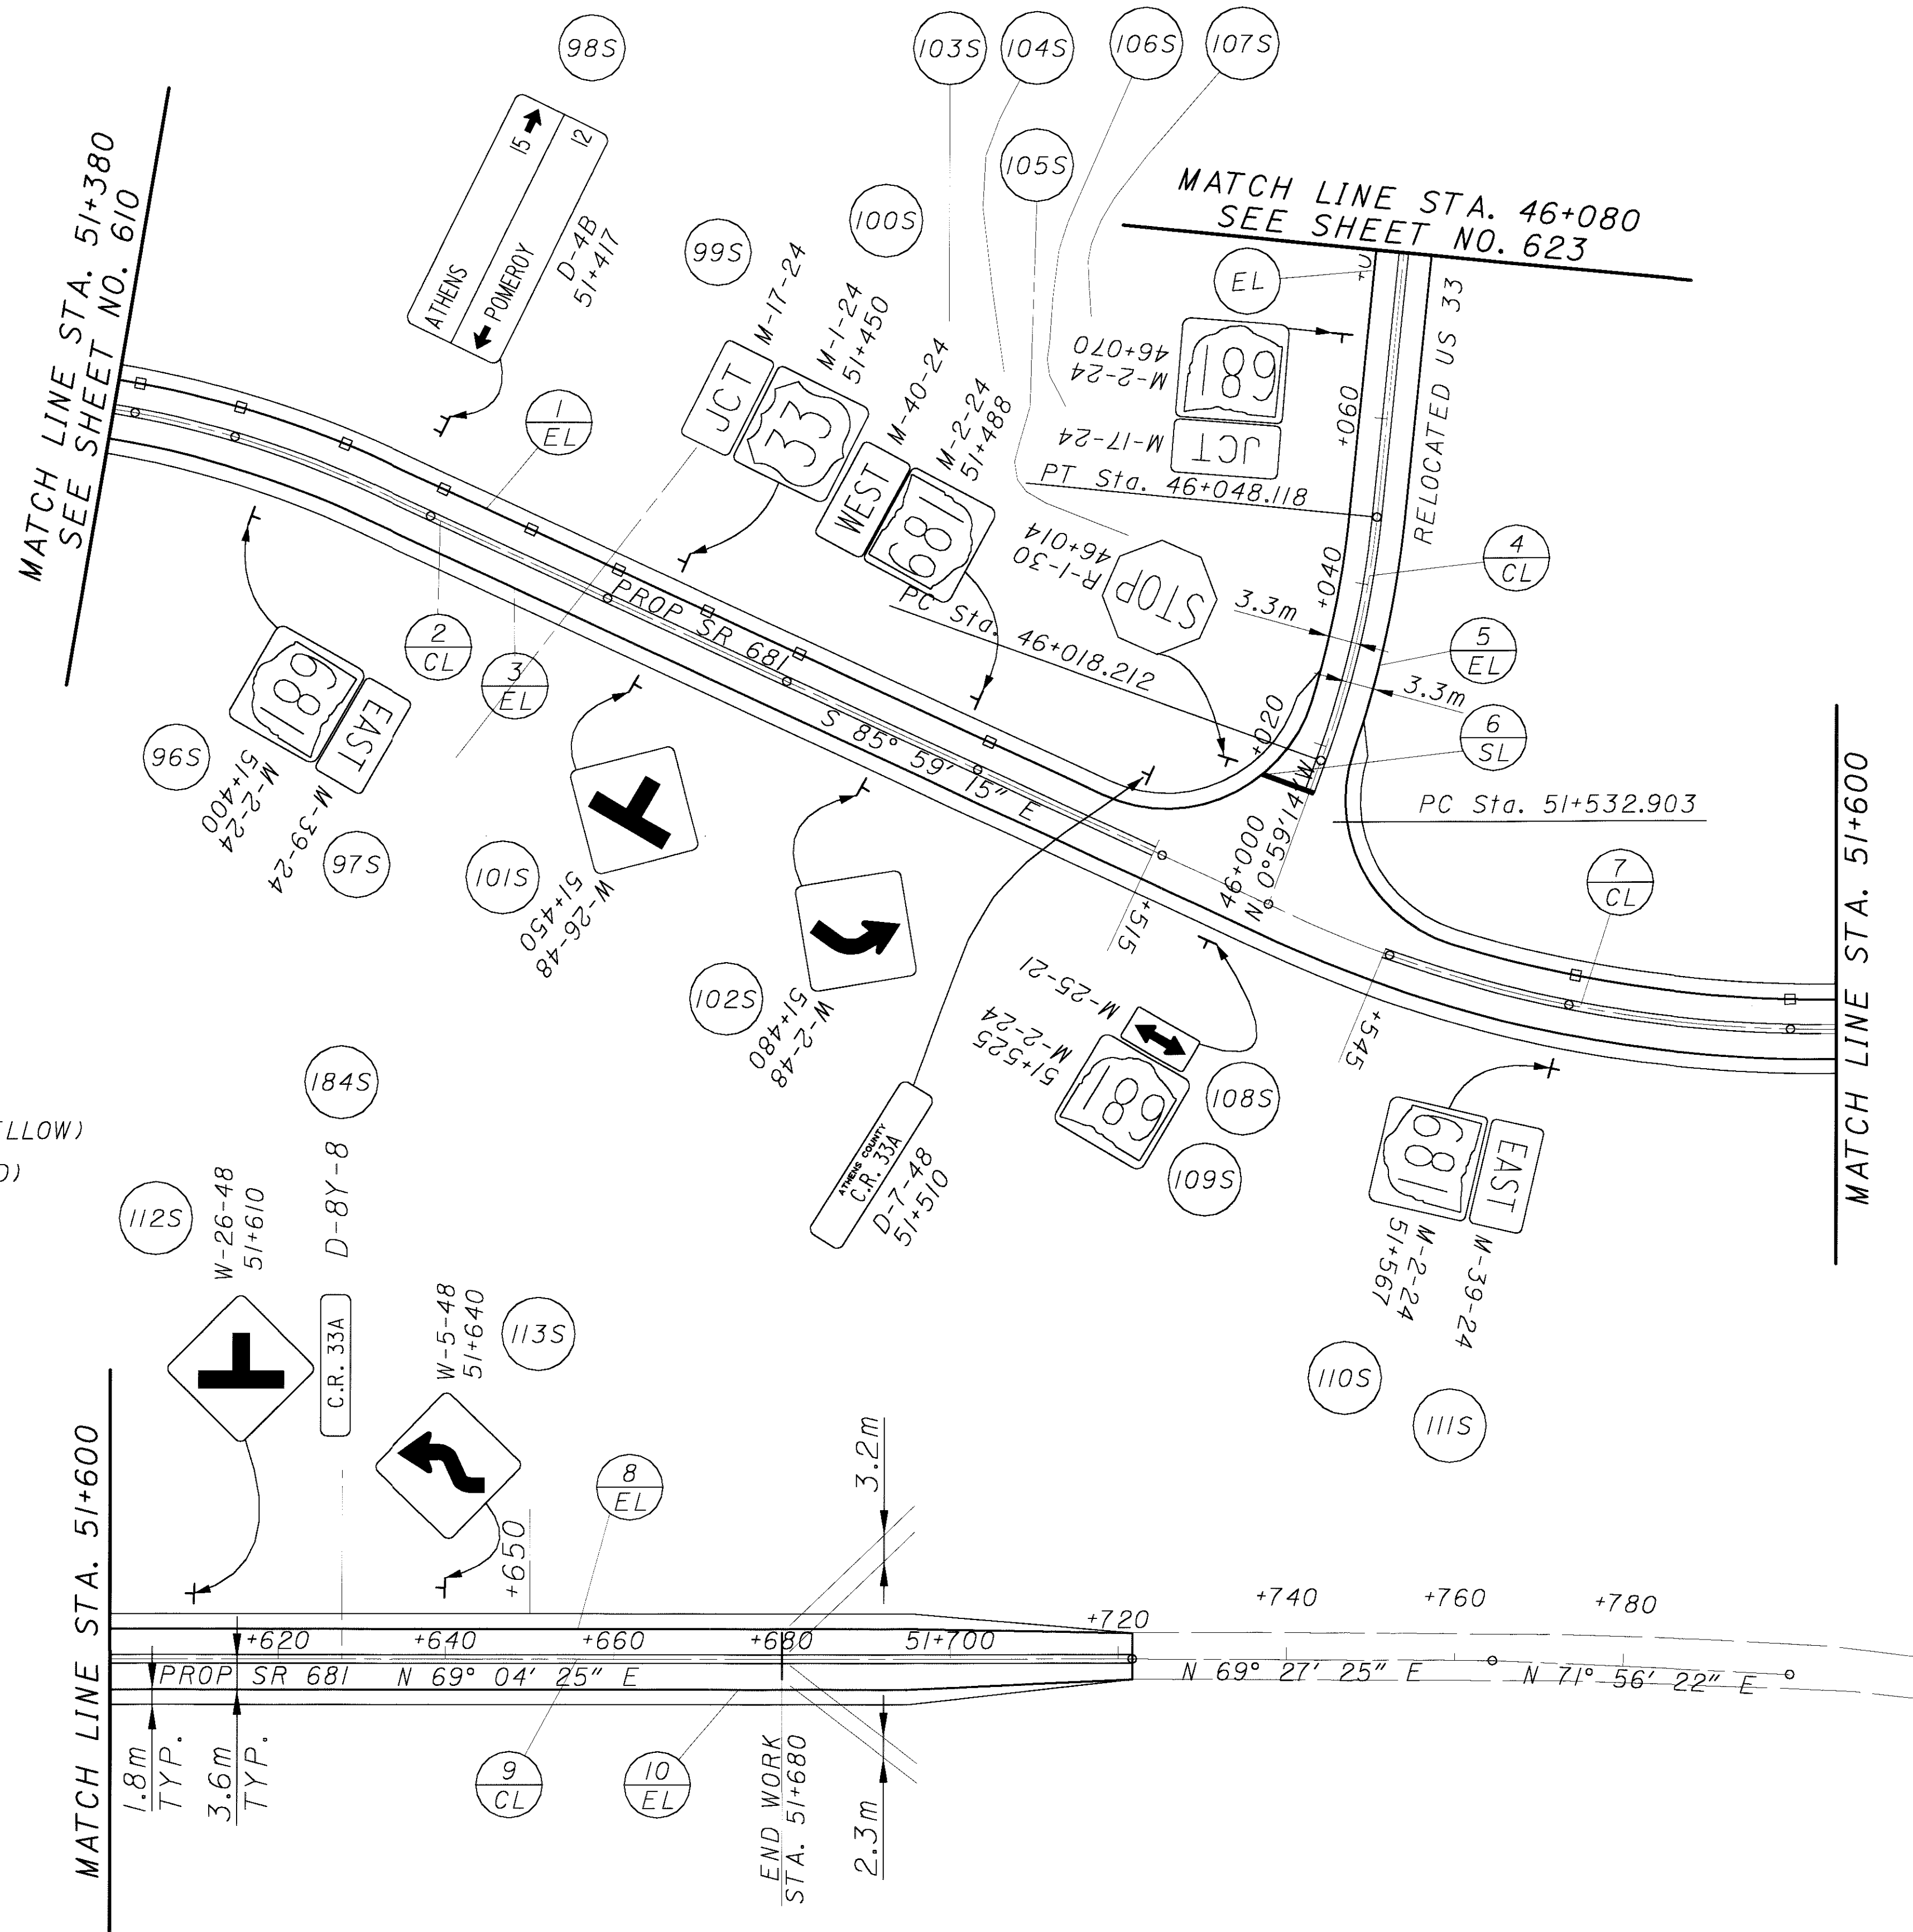 98S
103S
104S
106S
107S
105S
MATCH LINE STA. 51+380
SEE SHEET NO. 610
ATHENS 15
POMEROY 12
D-4B
51+417
99S
100S
MATCH LINE STA. 46+080
SEE SHEET NO. 623
EL
JCT
M-17-24
33
M-1-24
51+450
WEST
M-40-24
681
M-2-24
51+488
681
M-2-24
46+070
JCT
M-17-24
+060
RELOCATED US 33
PT Sta. 46+048.118
1
EL
STOP
R-1-30
46+014
+040
3.3m
4
CL
5
EL
3.3m
6
SL
PC Sta. 46+018.212
+020
2
CL
3
EL
PROP SR 681
S 85° 59' 15" E
96S
681
M-2-24
51+400
EAST
M-39-24
97S
101S
W-26-48
51+450
102S
W-2-48
51+480
46+000
N 0°59'14"W
PC Sta. 51+532.903
7
CL
+515
+545
MATCH LINE STA. 51+600
M-25-21
681
M-2-24
51+525
108S
109S
ATHENS COUNTY
C.R. 33A
D-7-48
51+510
681
M-2-24
51+567
EAST
M-39-24
110S
111S
LLOW)
D)
184S
D-8Y-8
C.R. 33A
112S
W-26-48
51+610
W-5-48
51+640
113S
MATCH LINE STA. 51+600
8
EL
+650
3.2m
+620
+640
+660
+680
51+700
+720
+740
+760
+780
PROP SR 681 N 69° 04' 25" E
N 69° 27' 25" E
N 71° 56' 22" E
1.8m
TYP.
3.6m
TYP.
9
CL
10
EL
END WORK
STA. 51+680
2.3m